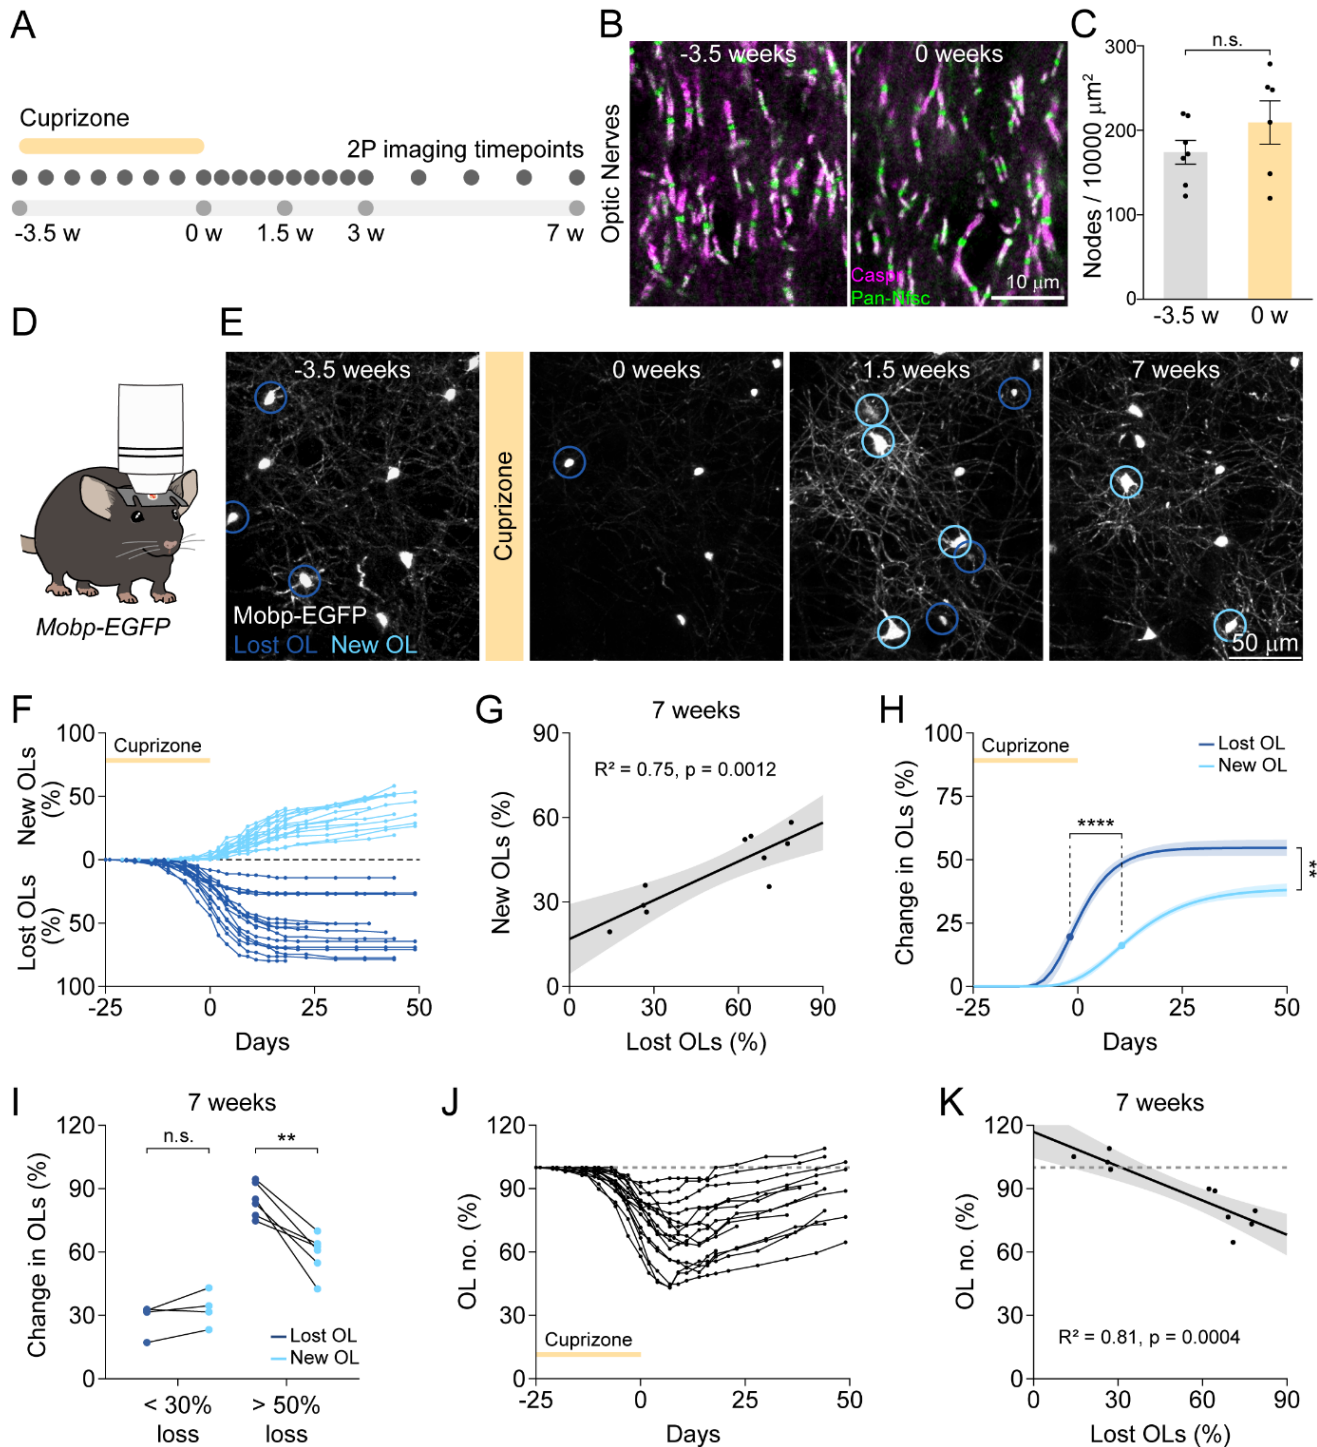 A
Cuprizone
2P imaging timepoints
-3.5 w
0 w
1.5 w
3 w
7 w
B
Optic Nerves
-3.5 weeks
0 weeks
Caspr
Pan-Nfsc
10 μm
C
n.s.
Nodes / 10000 μm²
300
200
100
0
-3.5 w
0 w
D
Mobp-EGFP
E
-3.5 weeks
Cuprizone
0 weeks
1.5 weeks
7 weeks
Mobp-EGFP
Lost OL New OL
50 μm
F
Cuprizone
New OLs
(%)
Lost OLs
(%)
100
50
0
50
100
-25
0
25
50
Days
G
7 weeks
R² = 0.75, p = 0.0012
New OLs (%)
90
60
30
0
0
30
60
90
Lost OLs (%)
H
Cuprizone
Lost OL
New OL
****
**
Change in OLs (%)
100
75
50
25
0
-25
0
25
50
Days
I
7 weeks
n.s.
**
Change in OLs (%)
120
90
60
30
0
Lost OL
New OL
< 30%
loss
> 50%
loss
J
OL no. (%)
120
100
90
60
30
0
Cuprizone
-25
0
25
50
Days
K
7 weeks
OL no. (%)
120
100
90
60
30
0
R² = 0.81, p = 0.0004
0
30
60
90
Lost OLs (%)